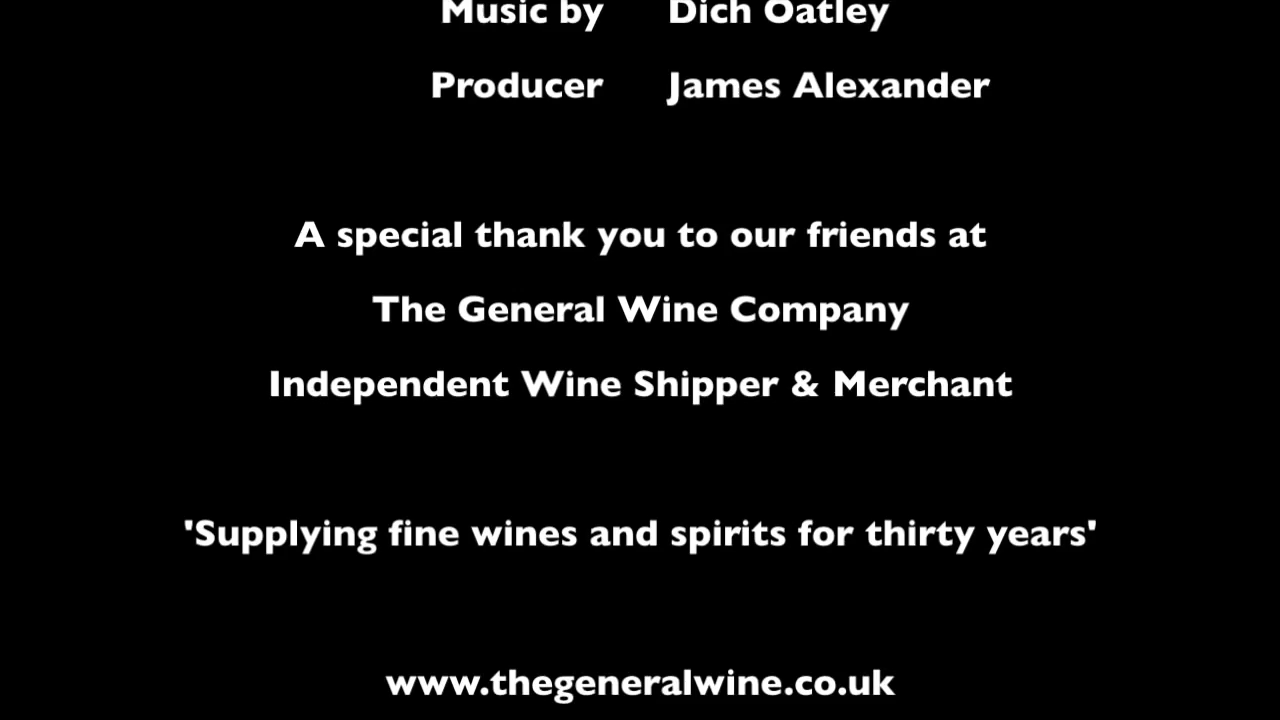 Music by Dich Oatley
Producer James Alexander
A special thank you to our friends at
The General Wine Company
Independent Wine Shipper & Merchant
'Supplying fine wines and spirits for thirty years'
www.thegeneralwine.co.uk